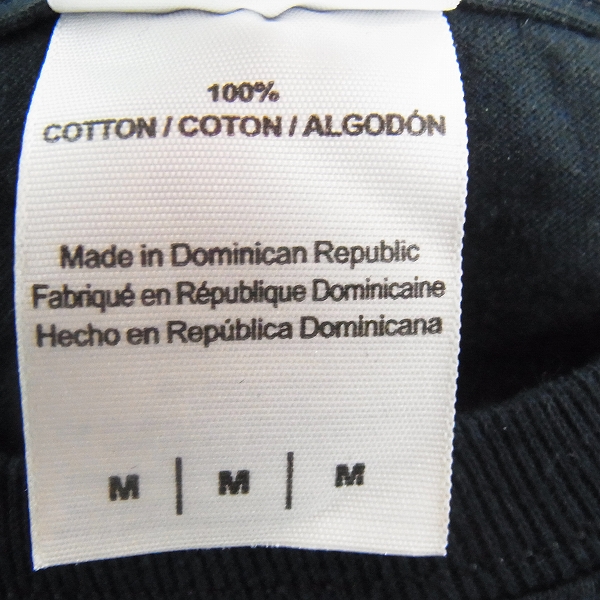 100%
COTTON / COTON / ALGODÓN
Made in Dominican Republic
Fabriqué en République Dominicaine
Hecho en República Dominicana
M | M | M